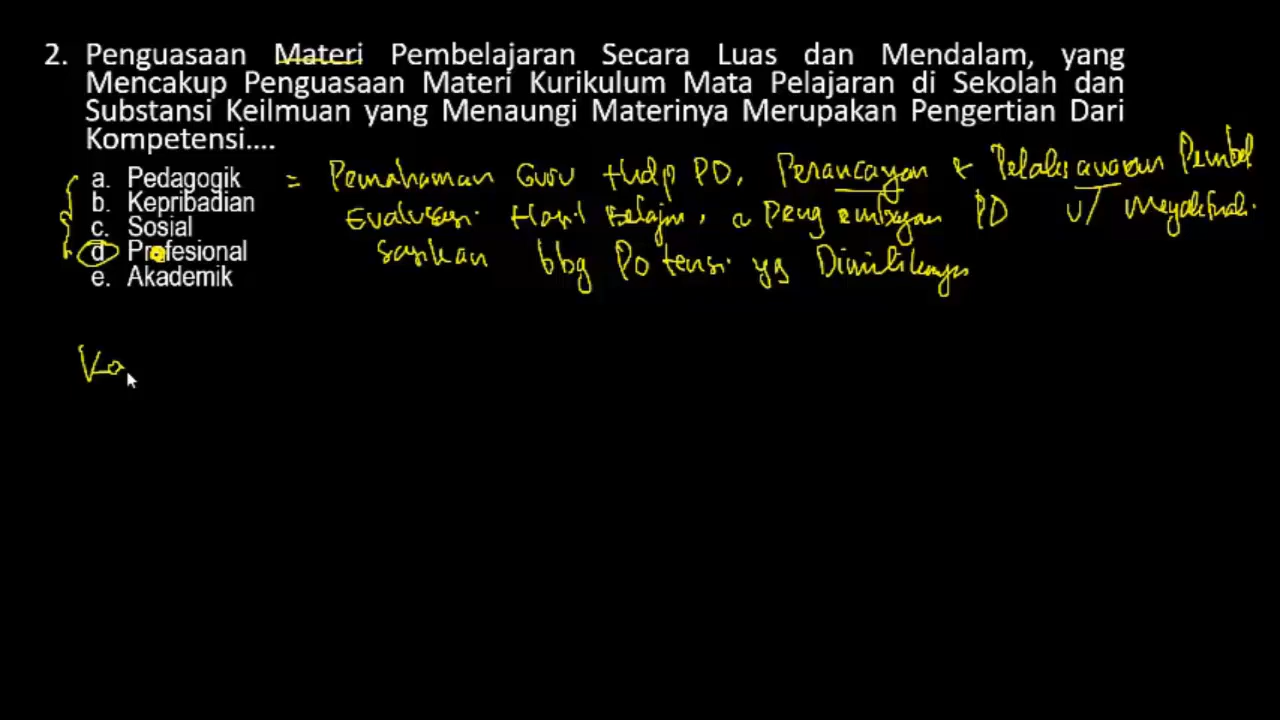 2. Penguasaan Materi Pembelajaran Secara Luas dan Mendalam, yang
Mencakup Penguasaan Materi Kurikulum Mata Pelajaran di Sekolah dan
Substansi Keilmuan yang Menaungi Materinya Merupakan Pengertian Dari
Kompetensi....
a. Pedagogik
= Pemahaman Guru thdp PD, Perancangan & Pelaksanaan Pembel
b. Kepribadian
Evaluasi Hasil Belajar, PD
c. Sosial
d. Profesional
bbg Potensi yg Dimilikinya
e. Akademik
Ko